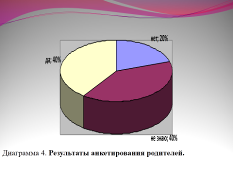 нет; 20%
да; 40%
не знаю; 40%
Диаграмма 4. Результаты анкетирования родителей.